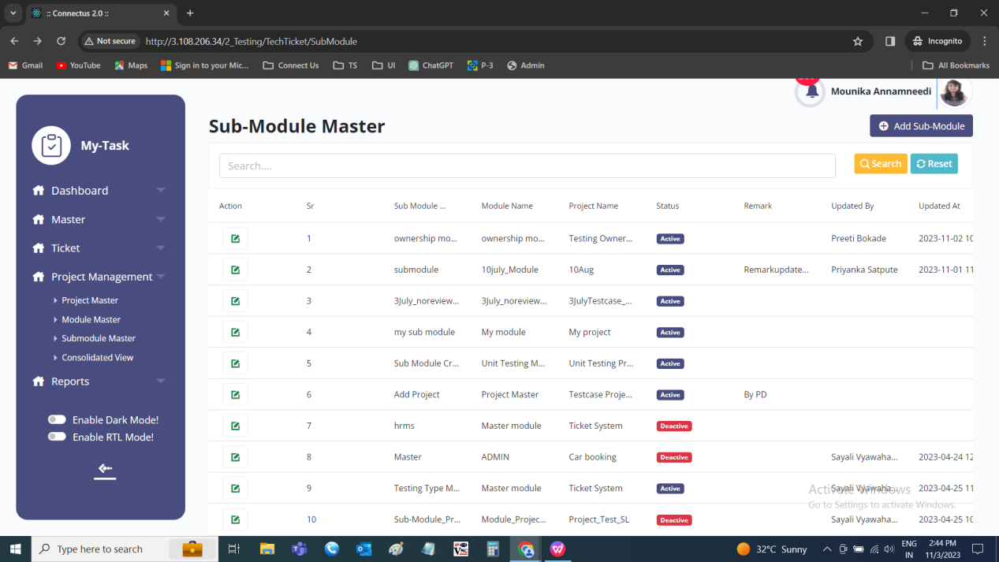 :: Connectus 2.0 ::
Not secure
http://3.108.206.34/2_Testing/TechTicket/SubModule
Incognito
Gmail
YouTube
Maps
Sign in to your Mic...
Connect Us
TS
UI
ChatGPT
P-3
Admin
All Bookmarks
Mounika Annamneedi
My-Task
Dashboard
Master
Ticket
Project Management
Project Master
Module Master
Submodule Master
Consolidated View
Reports
Enable Dark Mode!
Enable RTL Mode!
Sub-Module Master
Add Sub-Module
Search....
Search
Reset
Action Sr Sub Module ... Module Name Project Name Status Remark Updated By Updated At
1 ownership mo... ownership mo... Testing Owner... Active Preeti Bokade 2023-11-02 10
2 submodule 10july_Module 10Aug Active Remarkupdate... Priyanka Satpute 2023-11-01 11
3 3July_noreview... 3July_noreview... 3JulyTestcase_... Active
4 my sub module My module My project Active
5 Sub Module Cr... Unit Testing M... Unit Testing Pr... Active
6 Add Project Project Master Testcase Proje... Active By PD
7 hrms Master module Ticket System Deactive
8 Master ADMIN Car booking Deactive Sayali Vyawaha... 2023-04-24 12
9 Testing Type M... Master module Ticket System Active Sayali Vyawaha... 2023-04-25 11
10 Sub-Module_Pr... Module_Projec... Project_Test_SL Deactive Sayali Vyawaha... 2023-04-25 10
Activate Windows
Go to Settings to activate Windows.
Type here to search
32°C Sunny
ENG
IN
2:44 PM
11/3/2023